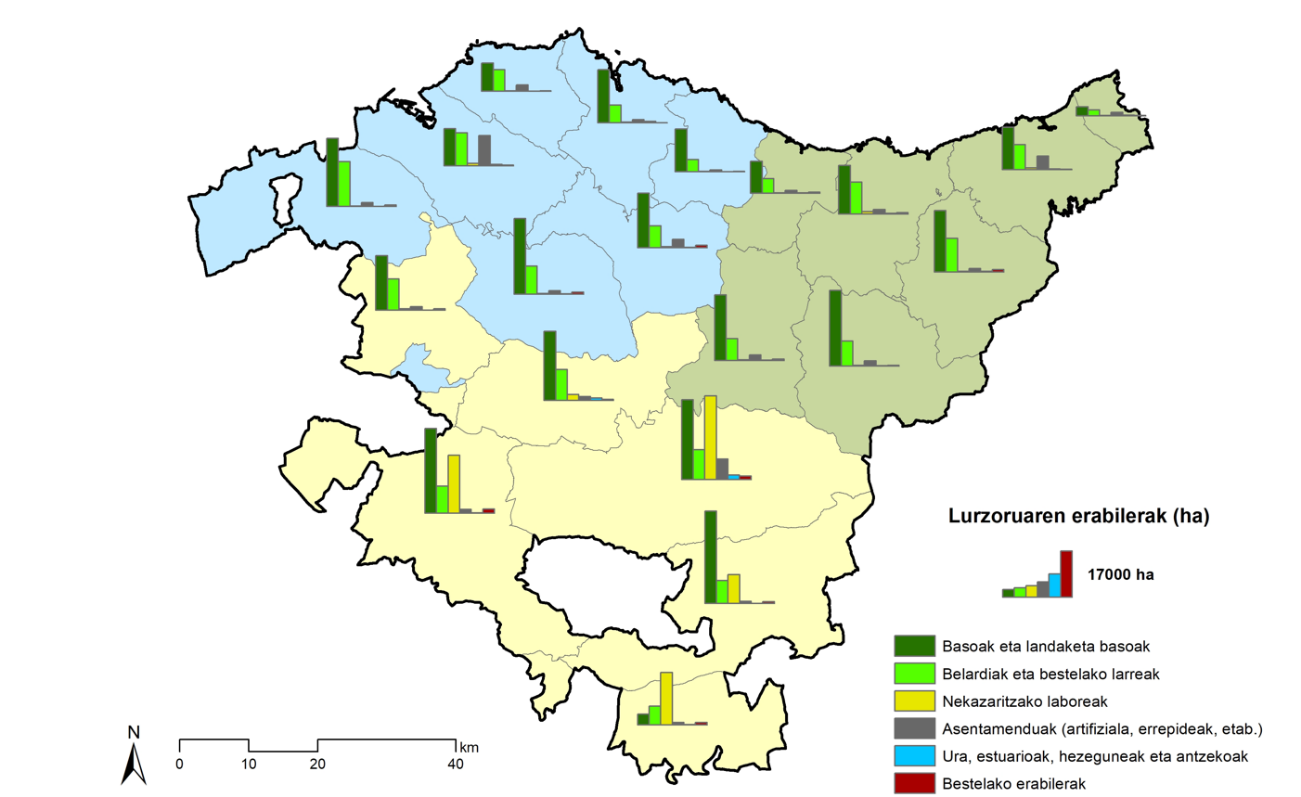 Lurzoruaren erabilerak (ha)
17000 ha
Basoak eta landaketa basoak
Belardiak eta bestelako larreak
Nekazaritzako laboreak
Asentamenduak (artifiziala, errepideak, etab.)
Ura, estuarioak, hezeguneak eta antzekoak
Bestelako erabilerak
N
km
0 10 20 40